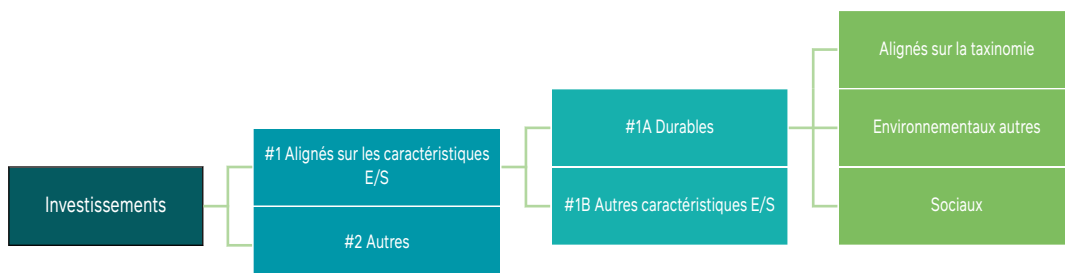 Investissements
#1 Alignés sur les caractéristiques
E/S
#2 Autres
#1A Durables
#1B Autres caractéristiques E/S
Alignés sur la taxinomie
Environnementaux autres
Sociaux